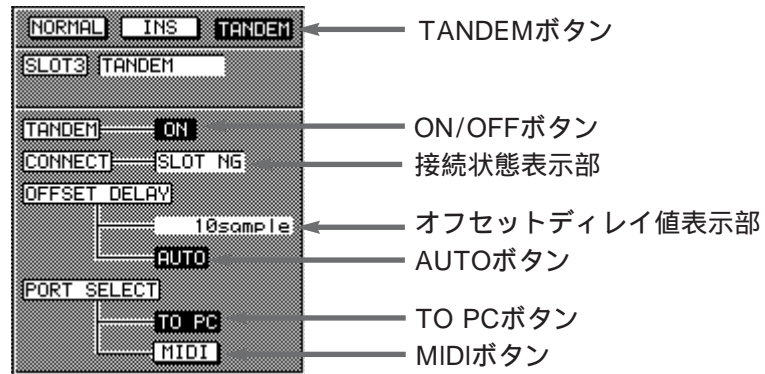 NORMAL INS TANDEM TANDEMボタン
SLOT3 TANDEM
TANDEM ON ON/OFFボタン
CONNECT SLOT NG 接続状態表示部
OFFSET DELAY
10sample オフセットディレイ値表示部
AUTO AUTOボタン
PORT SELECT
TO PC TO PCボタン
MIDI MIDIボタン